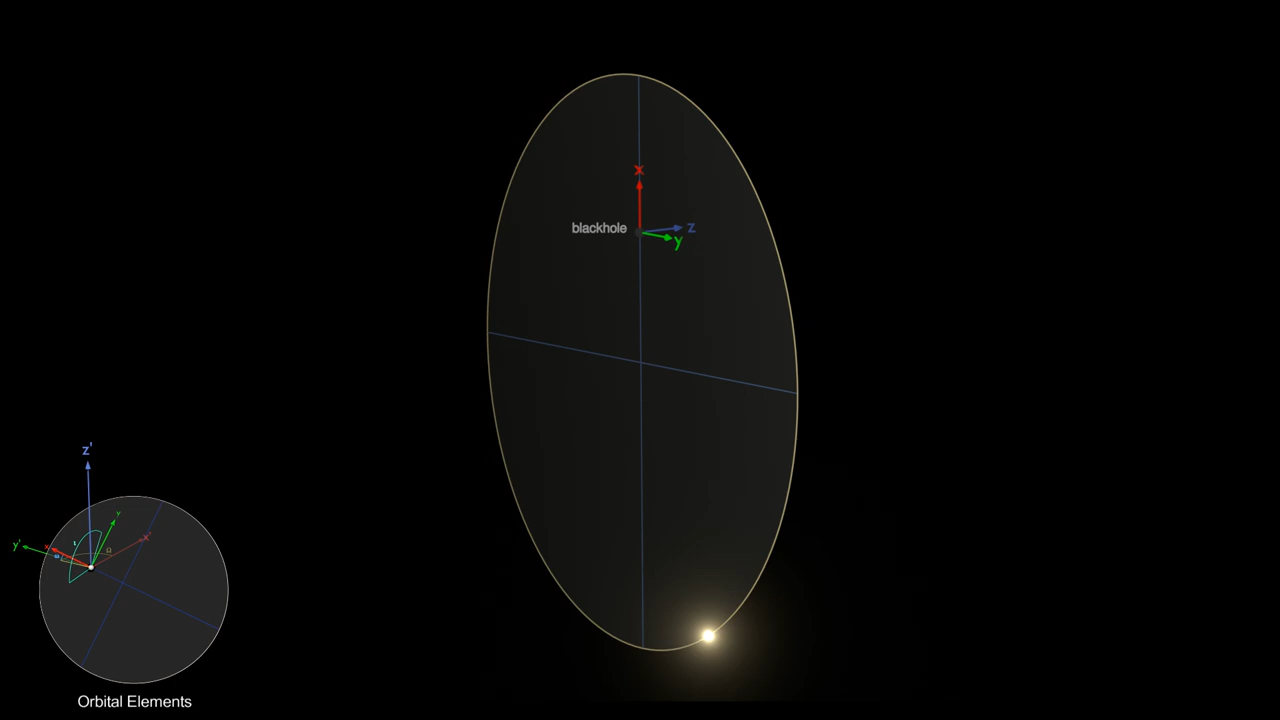 x
blackhole
z
y
z'
y
y'
x
x'
Ω
ω
ι
Orbital Elements